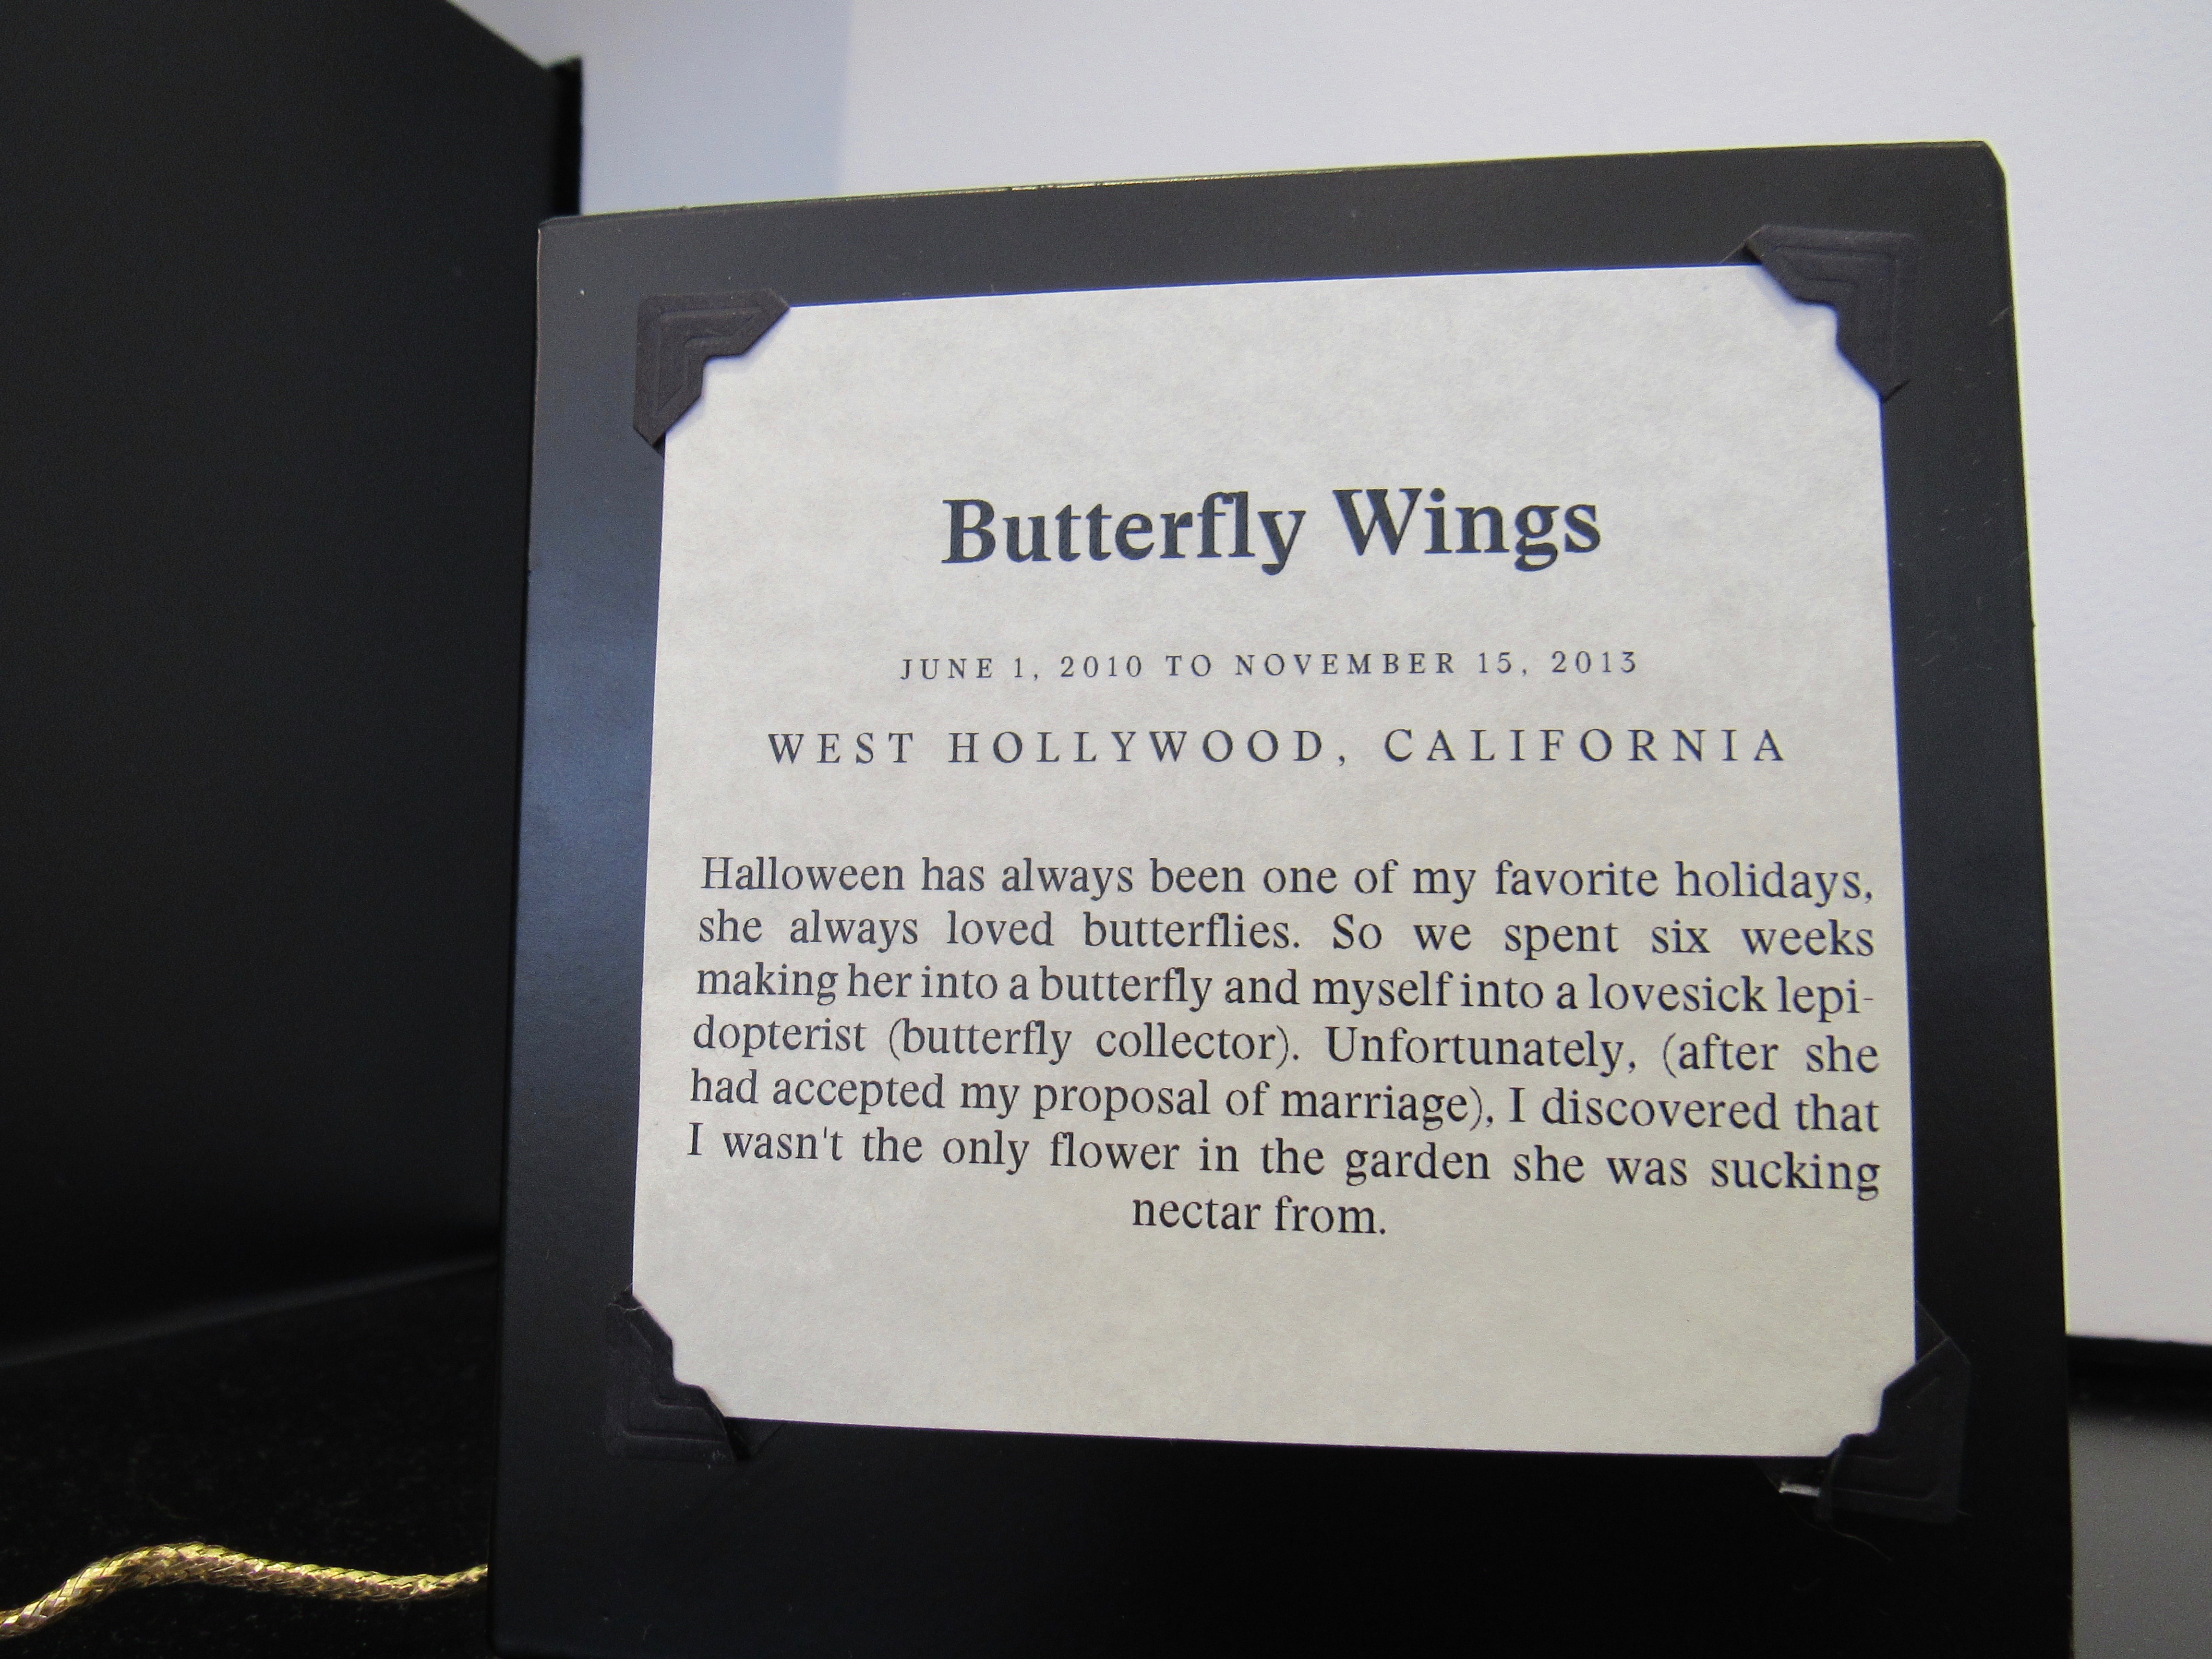 Butterfly Wings
JUNE 1, 2010 TO NOVEMBER 15, 2013
WEST HOLLYWOOD, CALIFORNIA
Halloween has always been one of my favorite holidays,
she always loved butterflies. So we spent six weeks
making her into a butterfly and myself into a lovesick lepi-
dopterist (butterfly collector). Unfortunately, (after she
had accepted my proposal of marriage), I discovered that
I wasn't the only flower in the garden she was sucking
nectar from.